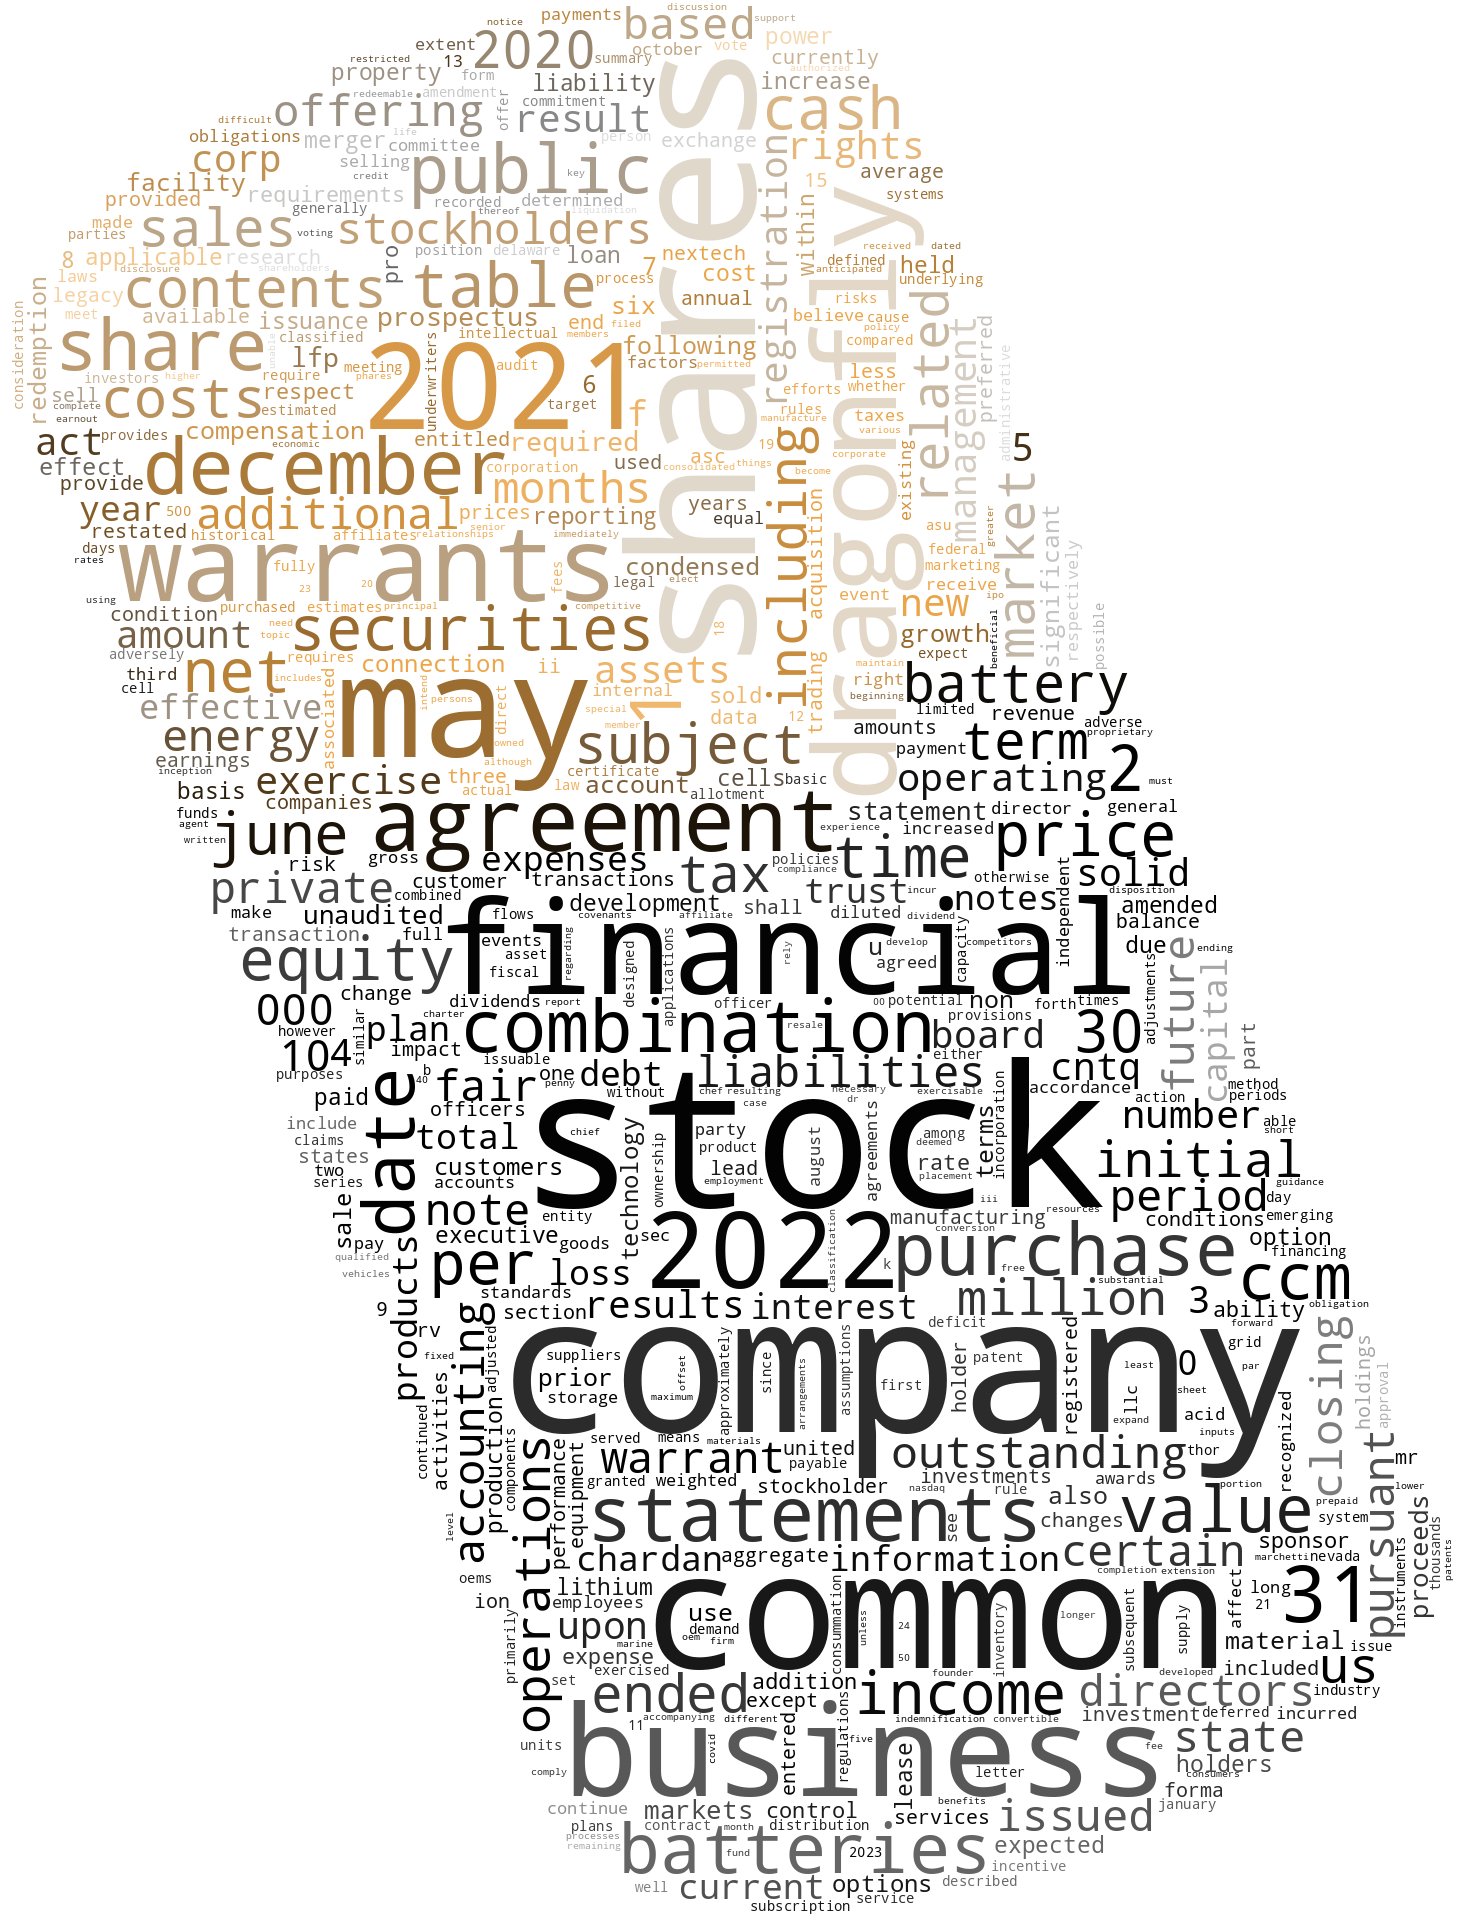 notice payments discussion support
based
power
2020
extent
october vote
restricted 13 summary
currently
authorized
property form liability
increase
redeemable amendment
offering offer commitment result
cash
difficult
obligations life
merger committee
person exchange
rights
corp selling
public
credit key
average
facility requirements
15
provided generally recorded determined
systems
made thereof liquidation
sales voting stockholders
registration within
parties position delaware
received dated
8 applicable research pro loan nextech
defined held
laws disclosure shareholders process 7 cost
anticipated underlying
legacy contents table
shares dragonfly
consideration redemption meet available issuance prospectus six annual
risks
share classified end intellectual filed members
believe cause
policy
unable lfp 2021 following
compared
related management preferred administrative
investors higher require meeting phares audit factors permitted
less
efforts whether
sell costs respect underwriters target 6
rules taxes
complete estimated f
manufacture various
earnout
act provides compensation economic entitled required
19 corporate
5
effect december corporation used asc
including become
provide consolidated things
existing market
year 500 additional months years
greater
restated historical affiliates prices relationships senior reporting equal
acquisition asu
days warrants immediately
federal
rates fully condensed
marketing
using 23 20 fees legal elect
event receive respectively significant
condition purchased estimates principal competitive
new ipo
amount need topic securities 18
growth possible
adversely requires connection ii assets
trading expect beneficial
third net includes intend persons internal
maintain right battery
cell effective associated may direct special sold 1
12 beginning limited revenue
energy owned member data
amounts adverse proprietary
earnings although subject
payment term
inception exercise three certificate cells basic
operating 2 must
basis companies actual law account allotment
statement director general
funds agent june agreement
experience increased price
written risk gross expenses
policies time
private customer combined transactions tax
compliance otherwise solid
make unaudited development shall trust incur notes disposition
transaction full flows covenants affiliate diluted dividend independent amended
equity financial balance
events asset regarding designed applications rely u develop competitors capacity due ending
fiscal agreed
000 change dividends report officer 00 potential non forth times adjustments future capital
however similar plan charter combination resale provisions board 30 part
10 4 impact issuable either
purposes b 40 fair one penny debt liabilities cntq method
paid without chef resulting necessary exercisable accordance action periods
date officers case dr
include total chief stock party agreements among terms incorporation number able
claims technology product august deemed short
states customers ownership lead rate initial
two accounts employment placement
series note entity iii period guidance
sale executive goods sec 2022 manufacturing resources conditions day emerging
pay conversion option
qualified per loss classification k purchase financing
vehicles standards free substantial ccm
products 9 section results interest million 3 ability obligation
rv accounting deficit forward
fixed adjusted suppliers company registered grid closing holdings
prior approximately offset since arrangements assumptions first holder patent least 0 par approval
storage maximum llc sheet
continued activities production expand acid inputs recognized
components served means materials united outstanding thor pursuant
operations performance equipment granted weighted warrant payable investments awards mr
stockholder nasdaq rule portion lower
statements see also value prepaid proceeds
level changes system thousands
chardan aggregate information certain sponsor patents
oems marchetti nevada instruments
lithium completion extension
ion employees use common affect long 31
primarily upon demand consummation unless 24 inventory longer subsequent supply 21
marine oem firm material issue
expense 50
set exercised addition founder developed included us
ended except income directors industry
11 accompanying different indemnification convertible investment deferred incurred
units covid entered regulations five business fee state
comply lease letter holders
consumers
continue markets control benefits forma
plans contract month distribution services issued january
processes
remaining batteries fund 2023 expected
incentive
well current options described
subscription service